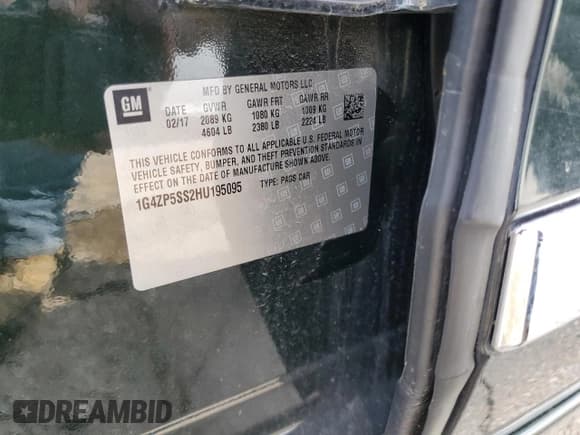 GM
MFD BY GENERAL MOTORS LLC
DATE GVWR GAWR FRT GAWR RR
02/17 2089 KG 1080 KG 1009 KG
4604 LB 2380 LB 2224 LB
THIS VEHICLE CONFORMS TO ALL APPLICABLE U.S. FEDERAL MOTOR
VEHICLE SAFETY, BUMPER, AND THEFT PREVENTION STANDARDS IN
EFFECT ON THE DATE OF MANUFACTURE SHOWN ABOVE.
1G4ZP5SS2HU195095 TYPE: PASS CAR
DREAMBID